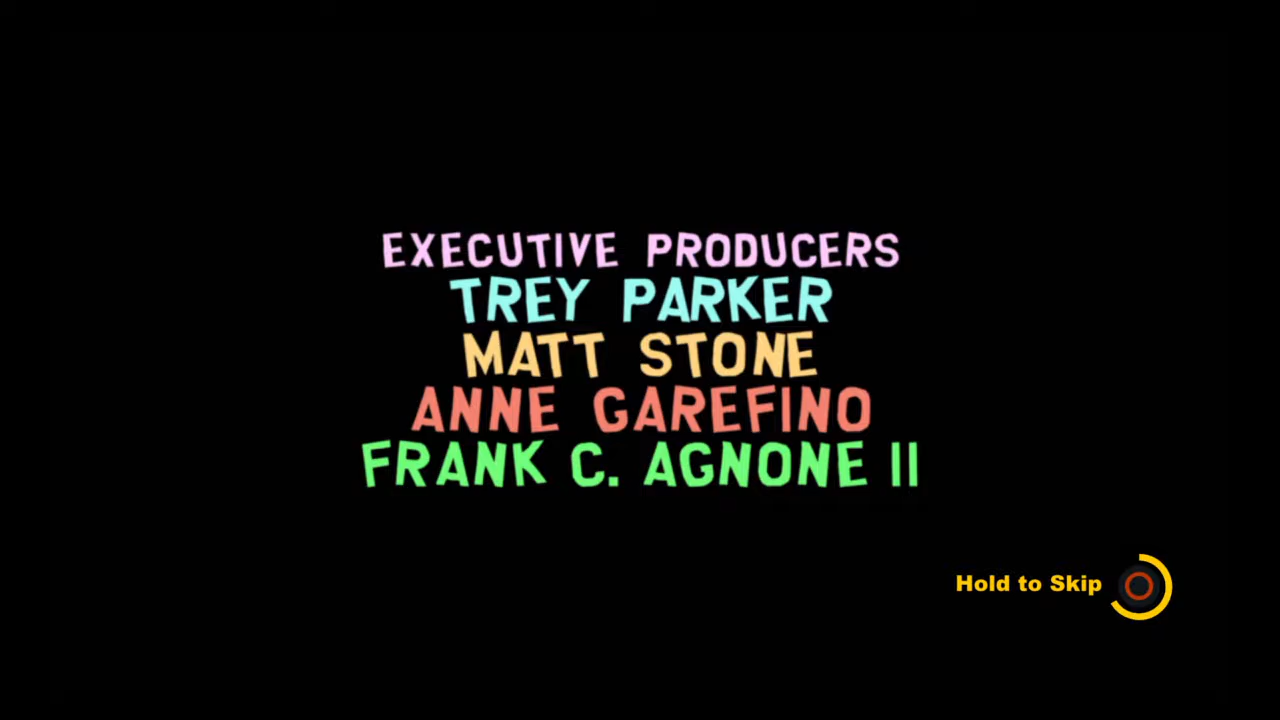 EXECUTIVE PRODUCERS
TREY PARKER
MATT STONE
ANNE GAREFINO
FRANK C. AGNONE II
Hold to Skip